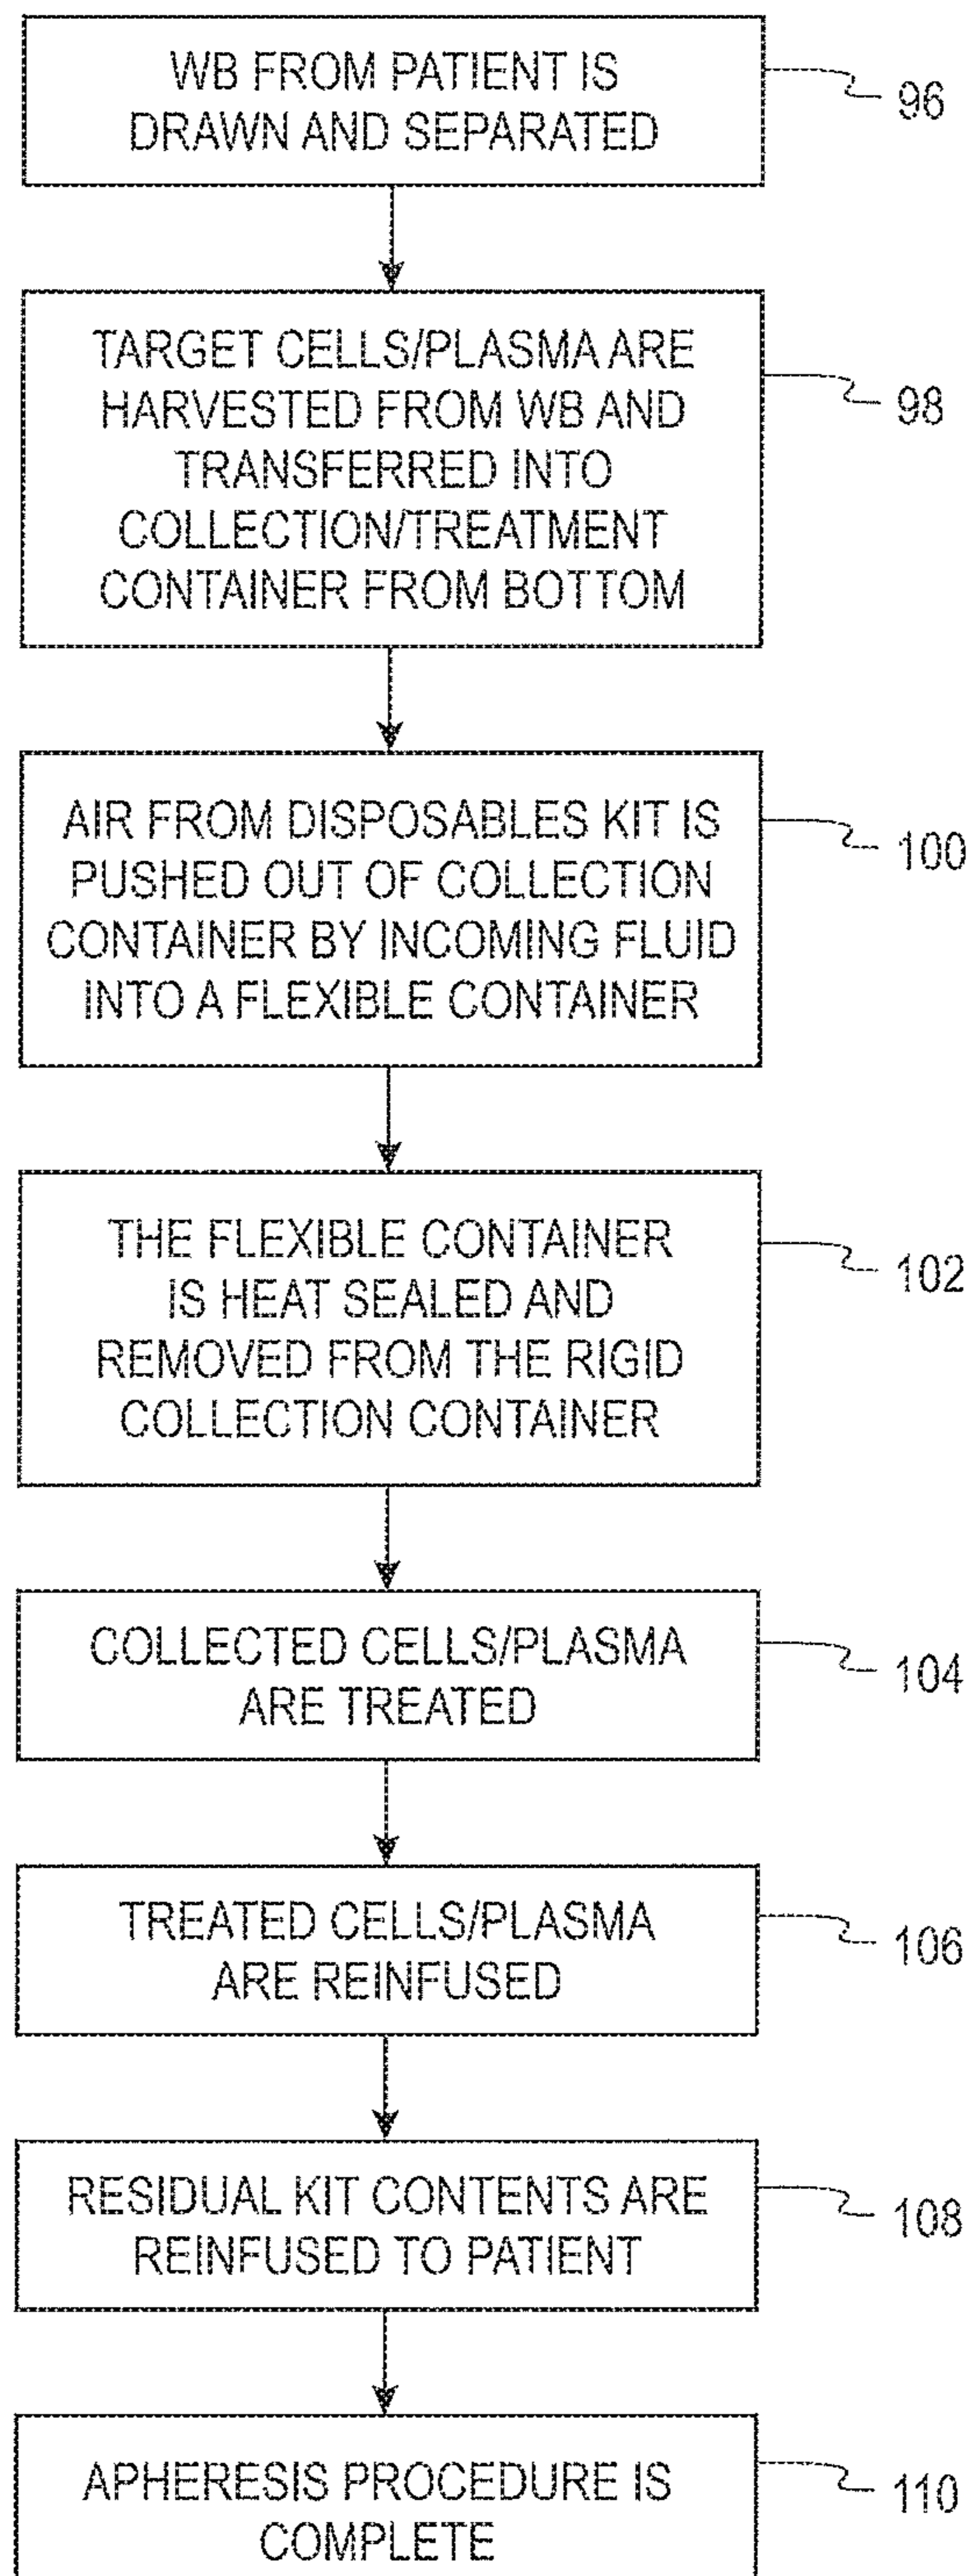 WB FROM PATIENT IS
DRAWN AND SEPARATED
96
TARGET CELLS/PLASMA ARE
HARVESTED FROM WB AND
TRANSFERRED INTO
COLLECTION/TREATMENT
CONTAINER FROM BOTTOM
98
AIR FROM DISPOSABLES KIT IS
PUSHED OUT OF COLLECTION
CONTAINER BY INCOMING FLUID
INTO A FLEXIBLE CONTAINER
100
THE FLEXIBLE CONTAINER
IS HEAT SEALED AND
REMOVED FROM THE RIGID
COLLECTION CONTAINER
102
COLLECTED CELLS/PLASMA
ARE TREATED
104
TREATED CELLS/PLASMA
ARE REINFUSED
106
RESIDUAL KIT CONTENTS ARE
REINFUSED TO PATIENT
108
APHERESIS PROCEDURE IS
COMPLETE
110